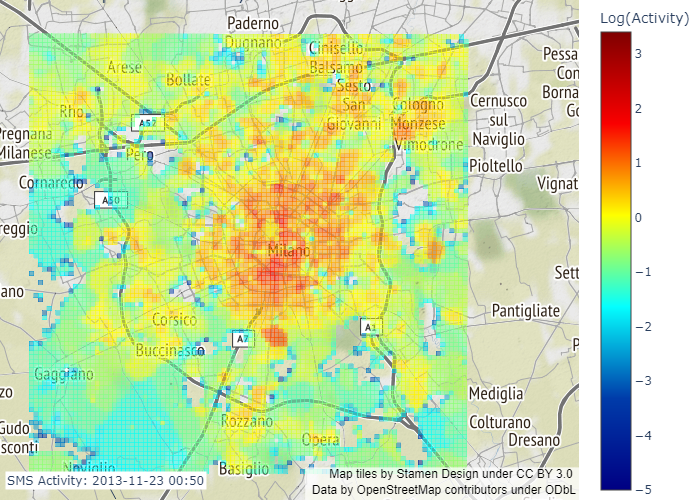 Log(Activity)
Paderno
Dugnano
Cinisello
Balsamo
Arese
Bollate
Sesto
San
Giovanni
Pessa
Con
Borna
Go
Rho
A52
Cologno
Monzese
Cernusco
sul
Naviglio
Pregnana
Milanese
Pero
Vimodrone
Pioltello
Cornaredo
A50
Vignat
reggio
Milano
Sett
ano
Corsico
Pantigliate
A7
A1
Buccinasco
P
Gaggiano
zo
Mediglia
Rozzano
Colturano
Gudo
sconti
Opera
Dresano
Noviglio
Basiglio
SMS Activity: 2013-11-23 00:50
Map tiles by Stamen Design under CC BY 3.0
Data by OpenStreetMap contributors under ODbL
3
2
1
0
−1
−2
−3
−4
−5